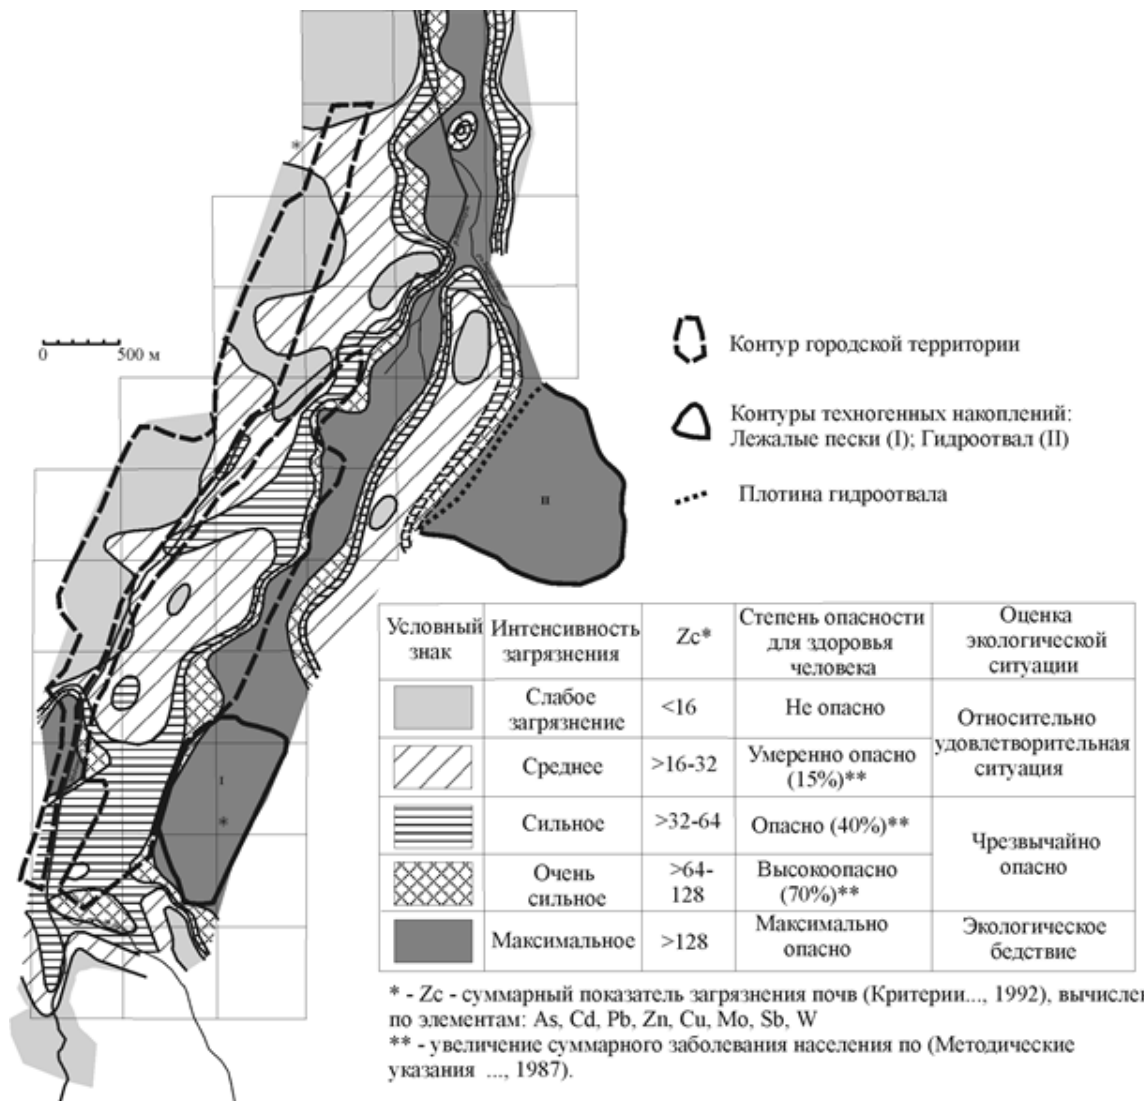 *
0 500 м
II
I
*
Контур городской территории
Контуры техногенных накоплений:
Лежалые пески (I); Гидроотвал (II)
Плотина гидроотвала
Условный знак
Интенсивность загрязнения
Zc*
Степень опасности для здоровья человека
Оценка экологической ситуации
Слабое загрязнение
<16
Не опасно
Относительно удовлетворительная ситуация
Среднее
>16-32
Умеренно опасно (15%)**
Сильное
>32-64
Опасно (40%)**
Чрезвычайно опасно
Очень сильное
>64-128
Высокоопасно (70%)**
Максимальное
>128
Максимально опасно
Экологическое бедствие
* - Zc - суммарный показатель загрязнения почв (Критерии..., 1992), вычислен
по элементам: As, Cd, Pb, Zn, Cu, Mo, Sb, W
** - увеличение суммарного заболевания населения по (Методические
указания ..., 1987).